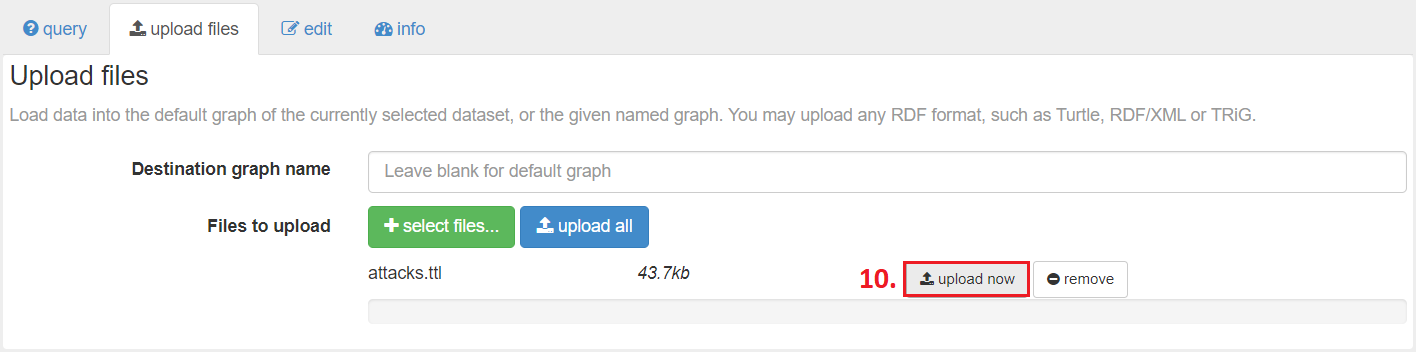 query upload files edit info
Upload files
Load data into the default graph of the currently selected dataset, or the given named graph. You may upload any RDF format, such as Turtle, RDF/XML or TRiG.
Destination graph name Leave blank for default graph
Files to upload select files... upload all
attacks.ttl 43.7kb 10. upload now remove